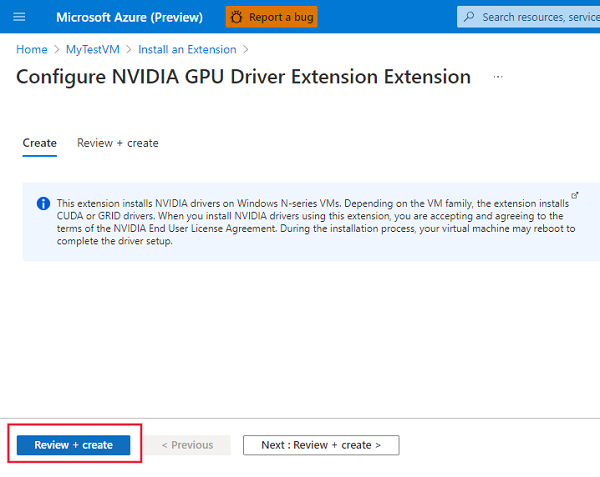 Microsoft Azure (Preview)
Report a bug
Search resources, service
Home > MyTestVM > Install an Extension >
Configure NVIDIA GPU Driver Extension Extension ...
Create
Review + create
This extension installs NVIDIA drivers on Windows N-series VMs. Depending on the VM family, the extension installs
CUDA or GRID drivers. When you install NVIDIA drivers using this extension, you are accepting and agreeing to the
terms of the NVIDIA End User License Agreement. During the installation process, your virtual machine may reboot to
complete the driver setup.
Review + create
< Previous
Next : Review + create >